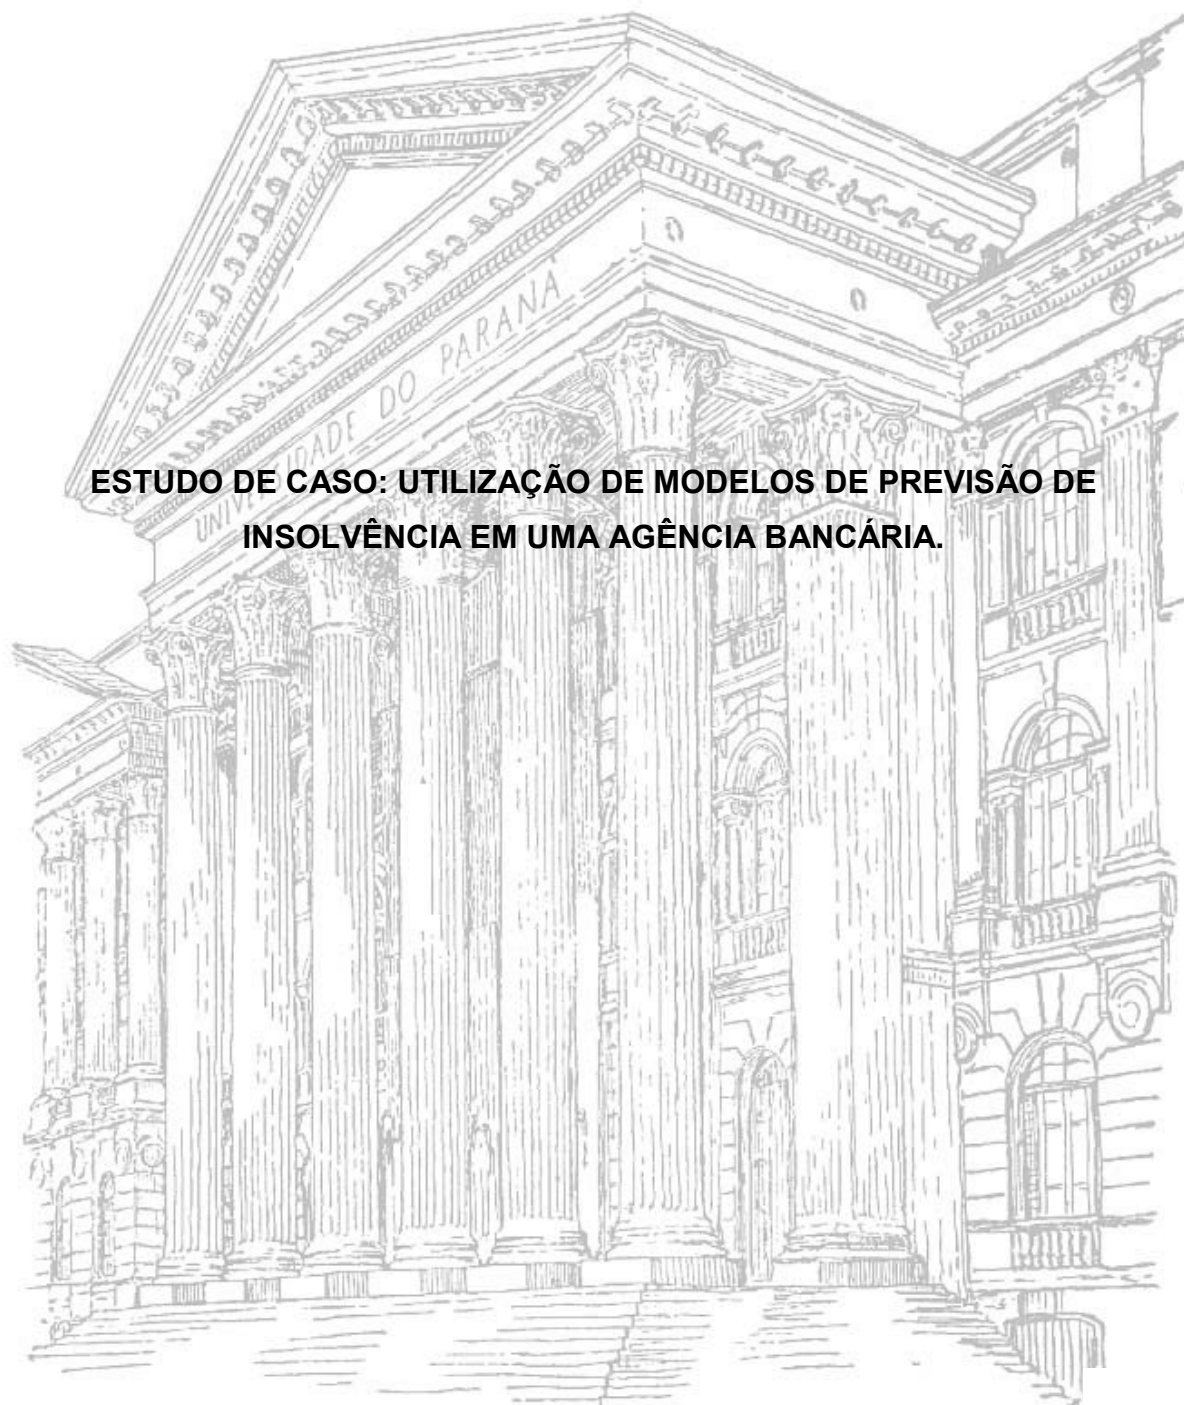 UNIVERSIDADE DO PARANÁ
ESTUDO DE CASO: UTILIZAÇÃO DE MODELOS DE PREVISÃO DE
INSOLVÊNCIA EM UMA AGÊNCIA BANCÁRIA.